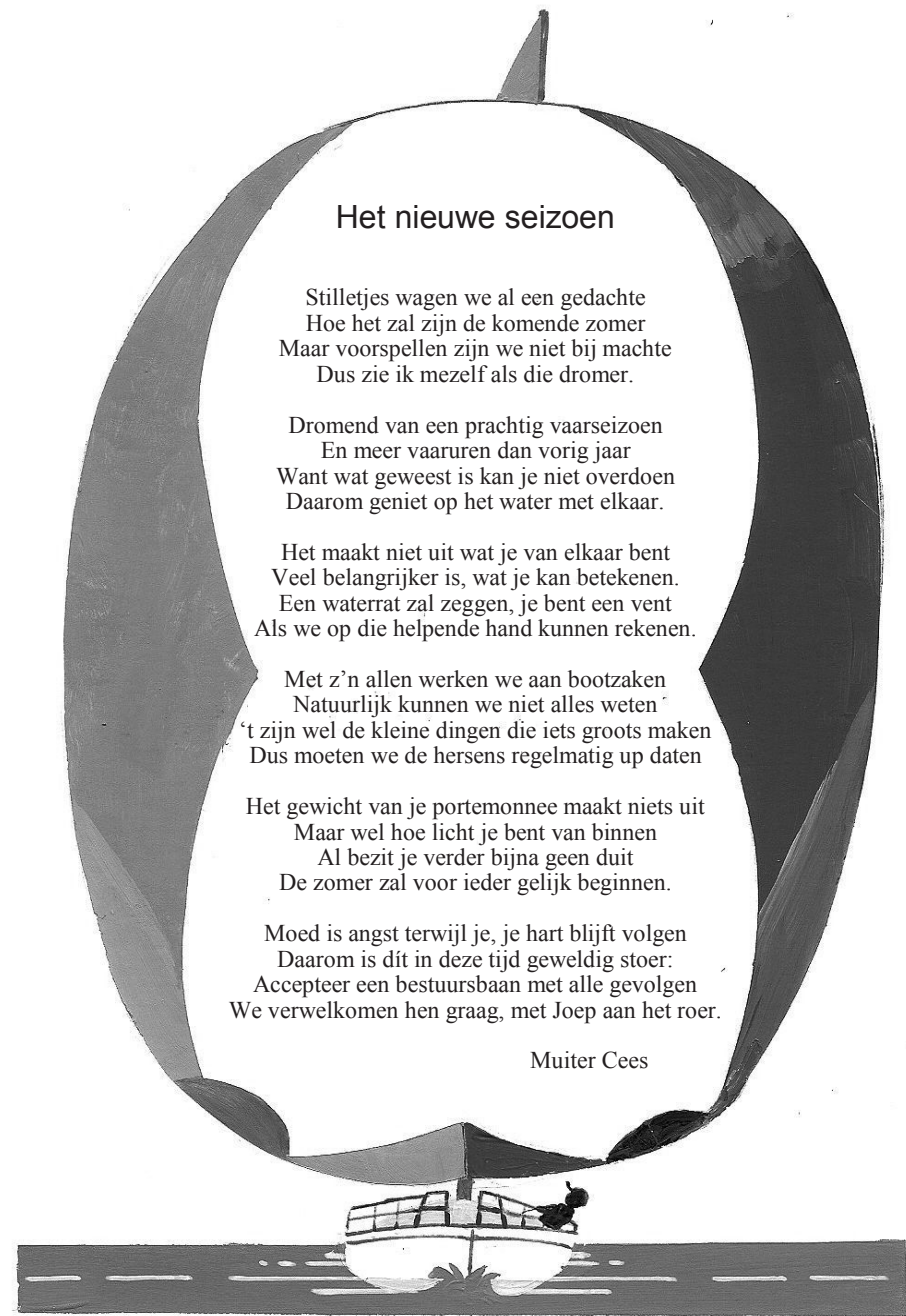 Het nieuwe seizoen
Stilletjes wagen we al een gedachte
Hoe het zal zijn de komende zomer
Maar voorspellen zijn we niet bij machte
Dus zie ik mezelf als die dromer.
Dromend van een prachtig vaarseizoen
En meer vaaruren dan vorig jaar
Want wat geweest is kan je niet overdoen
Daarom geniet op het water met elkaar.
Het maakt niet uit wat je van elkaar bent
Veel belangrijker is, wat je kan betekenen.
Een waterrat zal zeggen, je bent een vent
Als we op die helpende hand kunnen rekenen.
Met z’n allen werken we aan bootzaken
Natuurlijk kunnen we niet alles weten
‘t zijn wel de kleine dingen die iets groots maken
Dus moeten we de hersens regelmatig up daten
Het gewicht van je portemonnee maakt niets uit
Maar wel hoe licht je bent van binnen
Al bezit je verder bijna geen duit
De zomer zal voor ieder gelijk beginnen.
Moed is angst terwijl je, je hart blijft volgen
Daarom is dít in deze tijd geweldig stoer:
Accepteer een bestuursbaan met alle gevolgen
We verwelkomen hen graag, met Joep aan het roer.
Muiter Cees